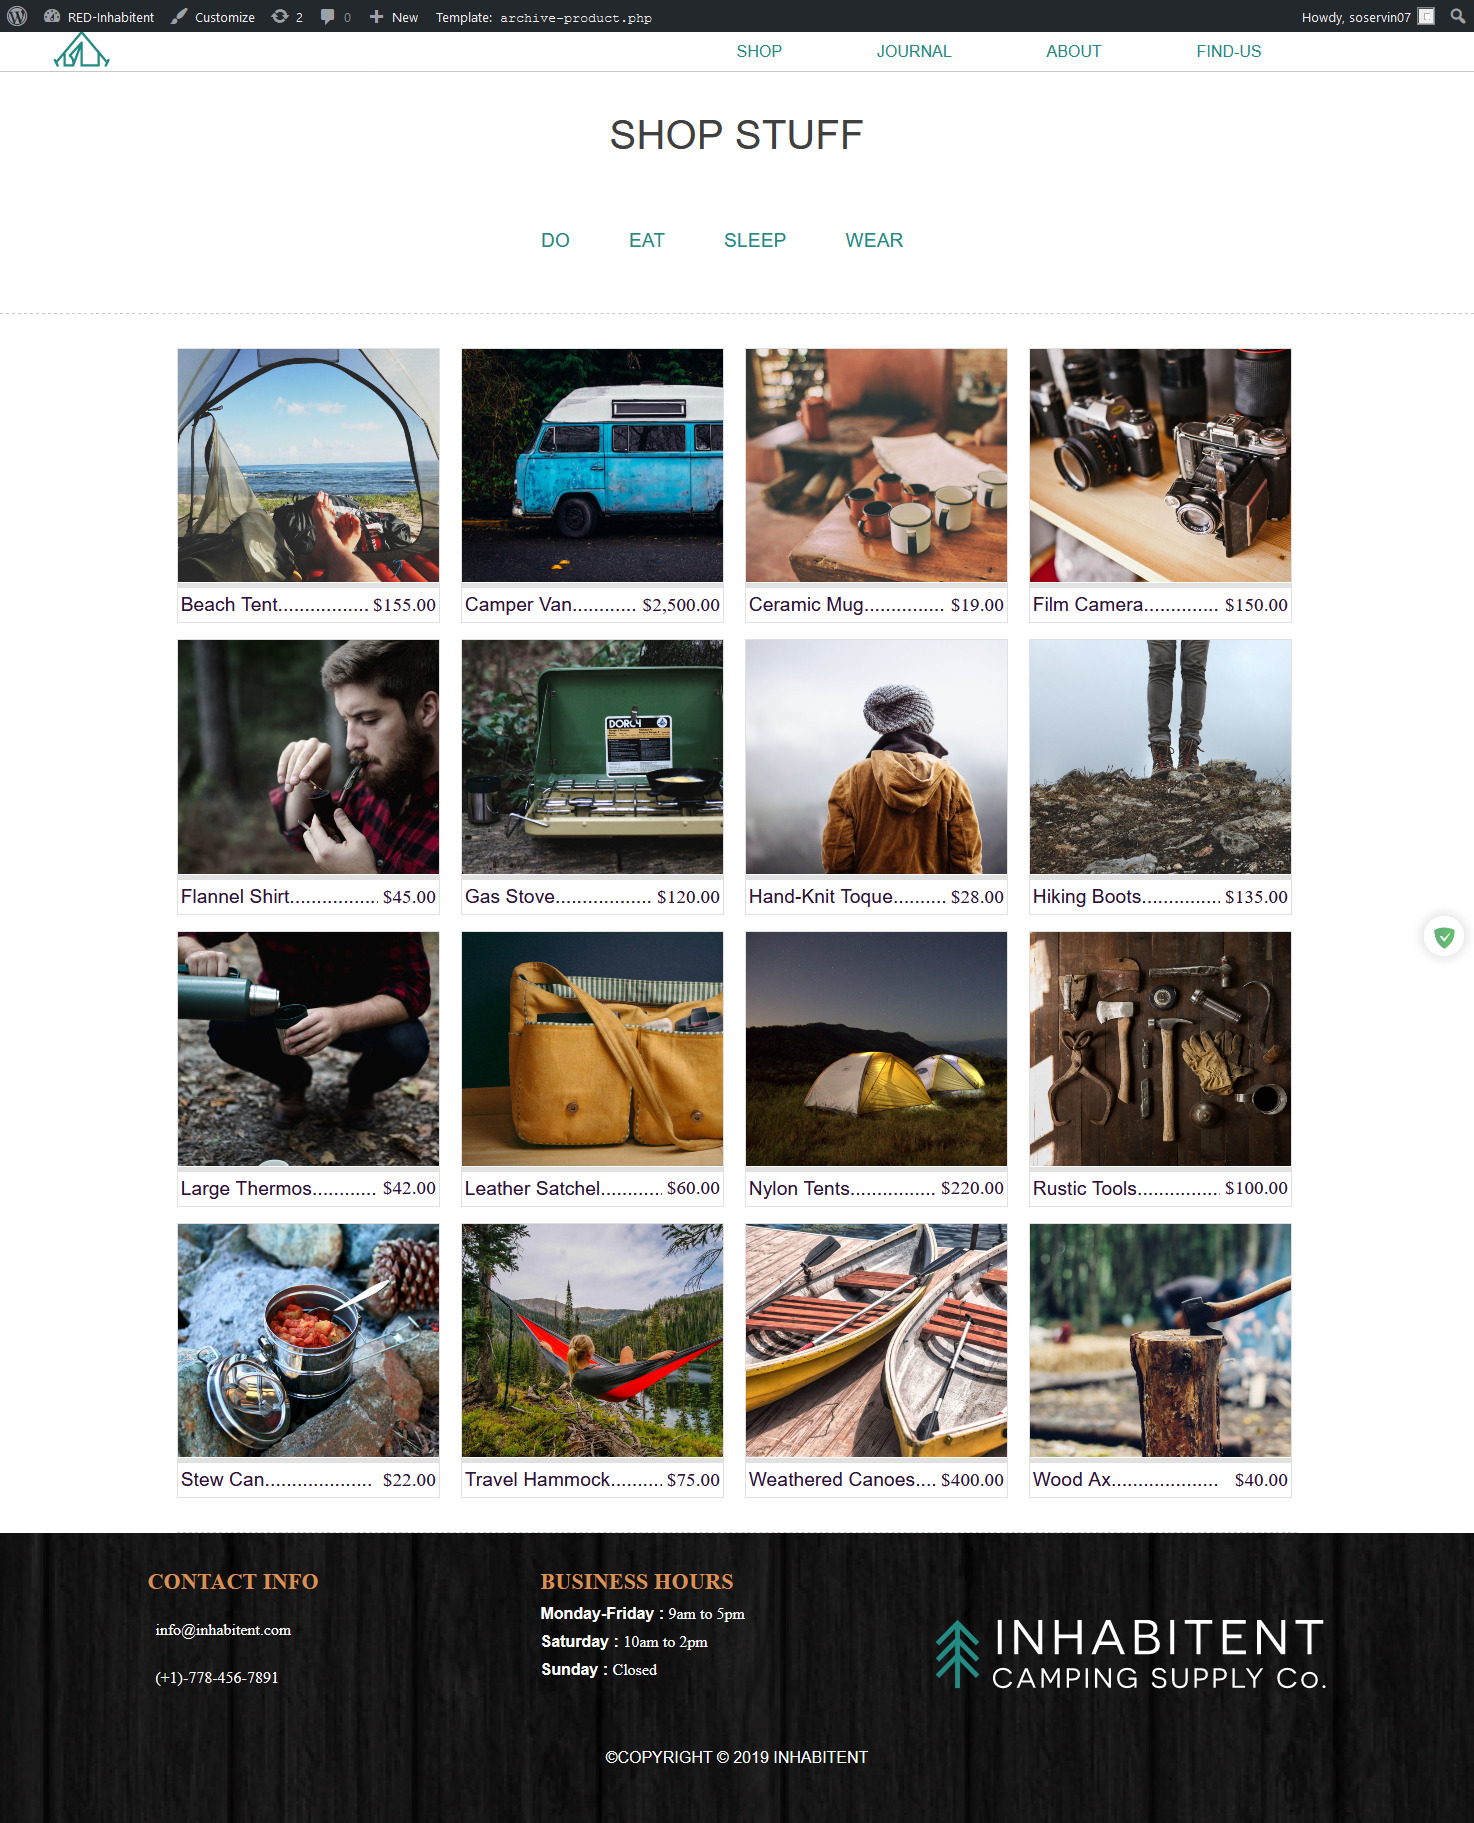 RED-Inhabitent Customize 2 0 New Template: archive-product.php Howdy, soservin07
SHOP JOURNAL ABOUT FIND-US
SHOP STUFF
DO EAT SLEEP WEAR
Beach Tent................. $155.00
Camper Van............ $2,500.00
Ceramic Mug............... $19.00
Film Camera.............. $150.00
DORCY
Flannel Shirt................. $45.00
Gas Stove.................. $120.00
Hand-Knit Toque.......... $28.00
Hiking Boots............... $135.00
Large Thermos............ $42.00
Leather Satchel............ $60.00
Nylon Tents................ $220.00
Rustic Tools................ $100.00
Stew Can.................... $22.00
Travel Hammock.......... $75.00
Weathered Canoes.... $400.00
Wood Ax.................... $40.00
CONTACT INFO
info@inhabitent.com
(+1)-778-456-7891
BUSINESS HOURS
Monday-Friday : 9am to 5pm
Saturday : 10am to 2pm
Sunday : Closed
INHABITENT
CAMPING SUPPLY Co.
©COPYRIGHT © 2019 INHABITENT